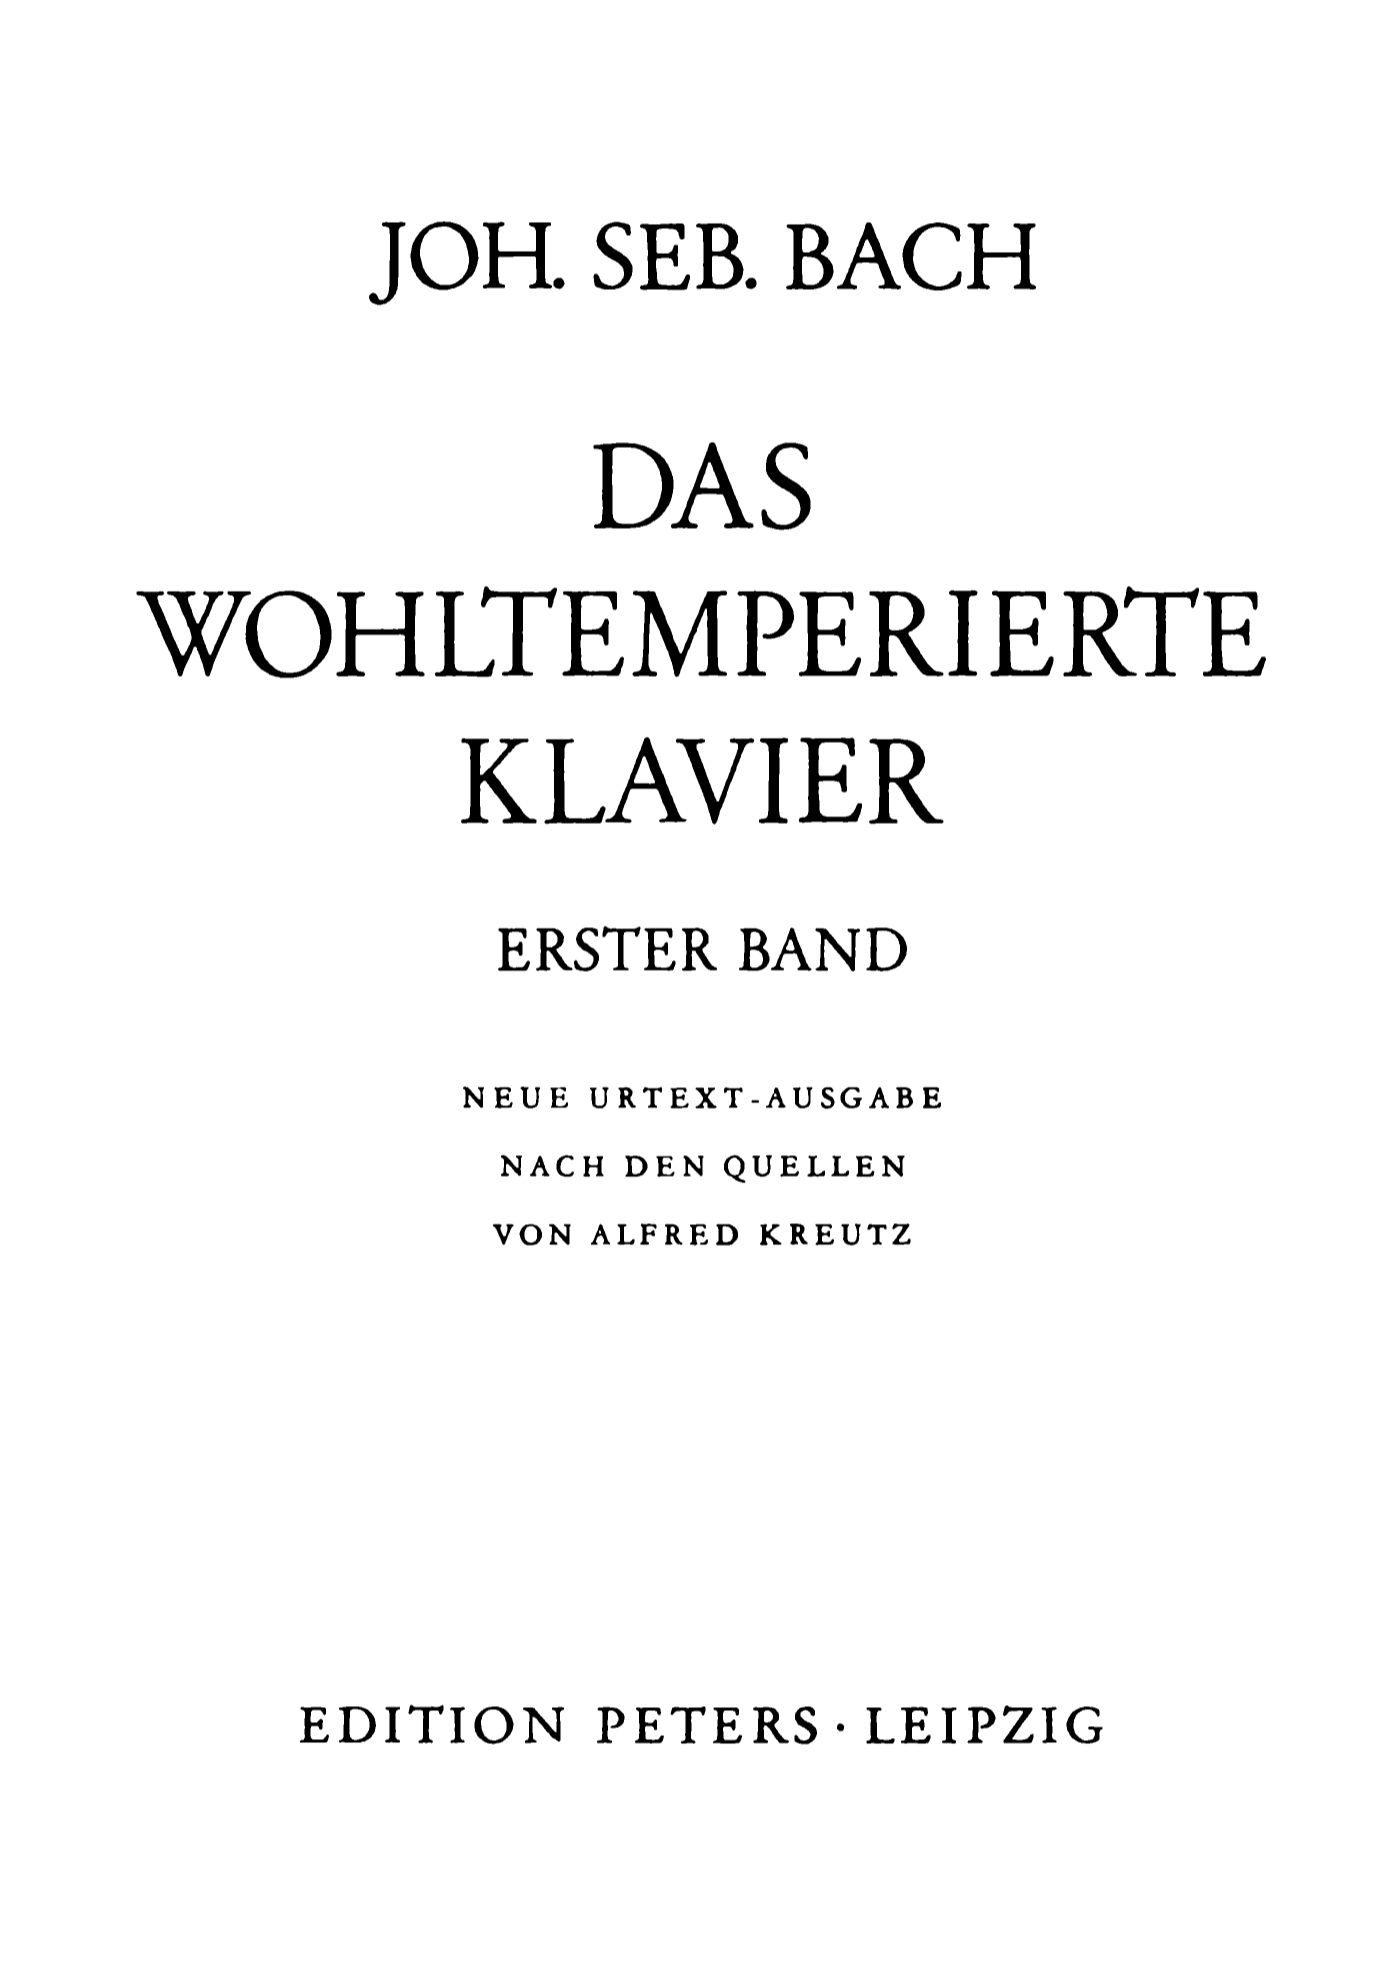 JOH. SEB. BACH
DAS
WOHLTEMPERIERTE
KLAVIER
ERSTER BAND
NEUE URTEXT-AUSGABE
NACH DEN QUELLEN
VON ALFRED KREUTZ
EDITION PETERS · LEIPZIG